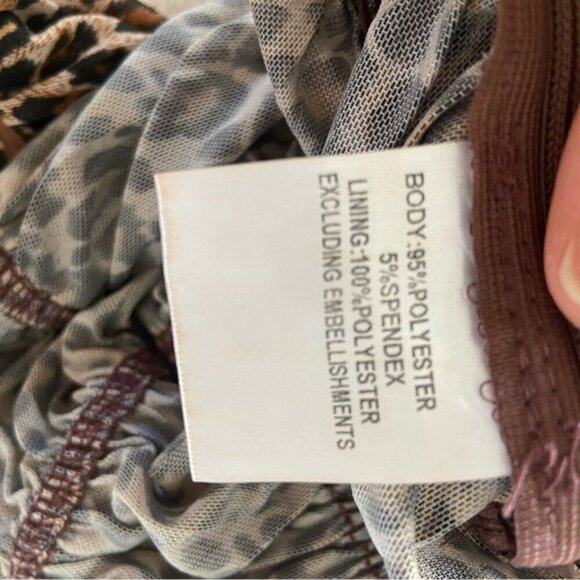 BODY:95%POLYESTER
5%SPENDEX
LINING:100%POLYESTER
EXCLUDING EMBELLISHMENTS